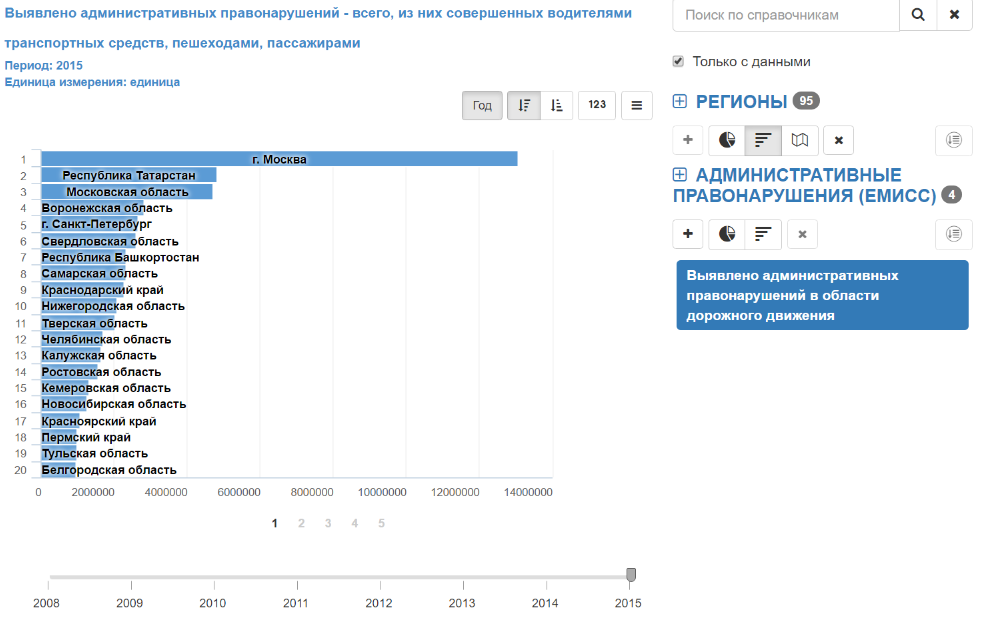 Выявлено административных правонарушений - всего, из них совершенных водителями
транспортных средств, пешеходами, пассажирами
Период: 2015
Единица измерения: единица
Год
123
1 г. Москва
2 Республика Татарстан
3 Московская область
4 Воронежская область
5 г. Санкт-Петербург
6 Свердловская область
7 Республика Башкортостан
8 Самарская область
9 Краснодарский край
10 Нижегородская область
11 Тверская область
12 Челябинская область
13 Калужская область
14 Ростовская область
15 Кемеровская область
16 Новосибирская область
17 Красноярский край
18 Пермский край
19 Тульская область
20 Белгородская область
0 2000000 4000000 6000000 8000000 10000000 12000000 14000000
1 2 3 4 5
2008 2009 2010 2011 2012 2013 2014 2015
Поиск по справочникам
Только с данными
РЕГИОНЫ 95
АДМИНИСТРАТИВНЫЕ
ПРАВОНАРУШЕНИЯ (ЕМИСС) 4
Выявлено административных
правонарушений в области
дорожного движения